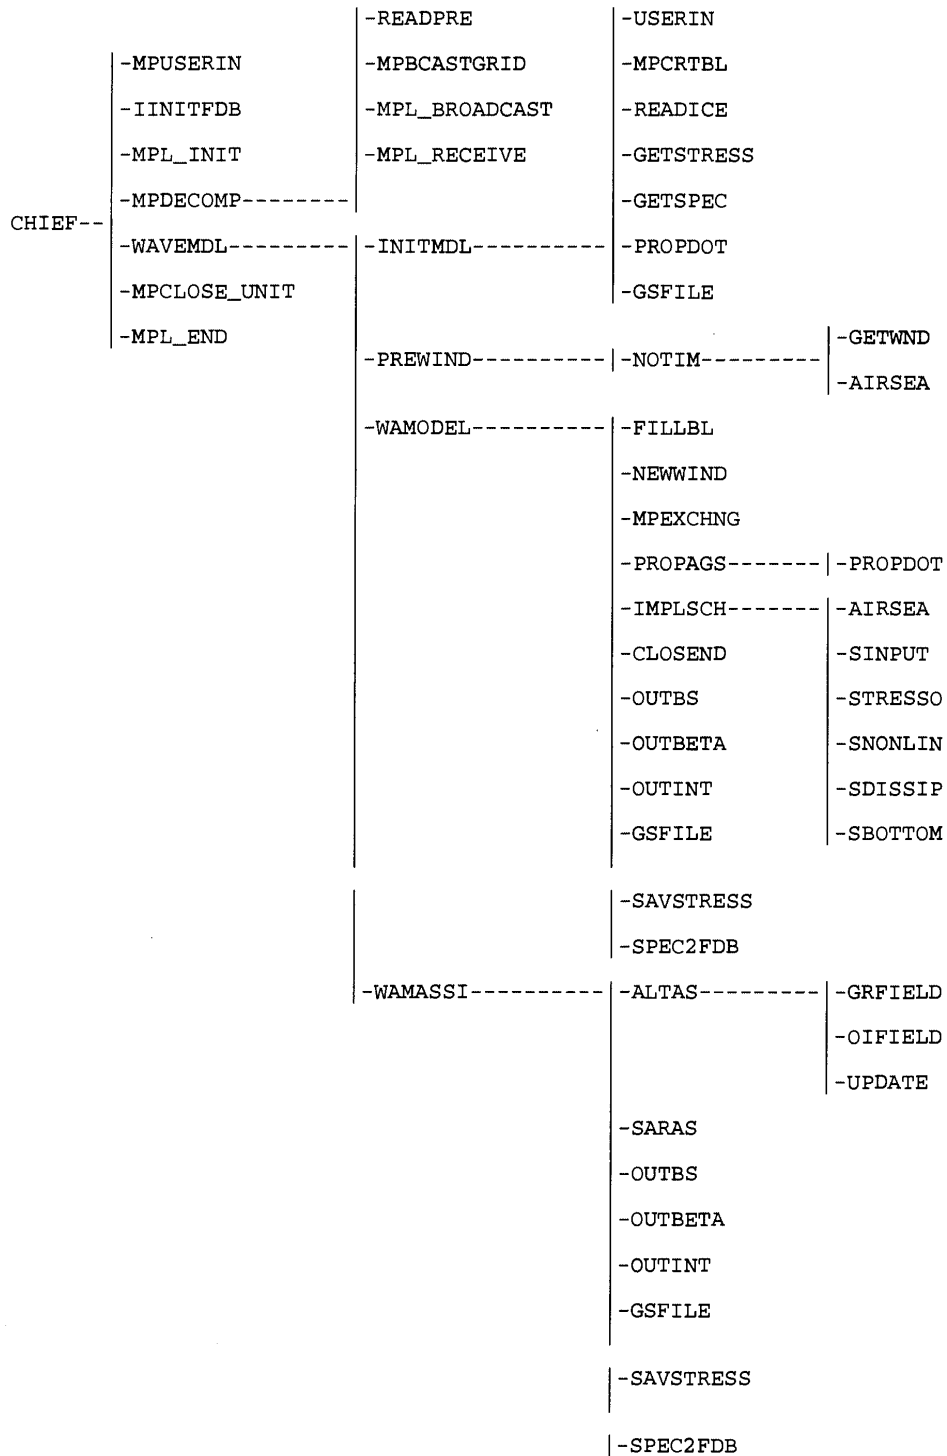 -READPRE -USERIN
-MPUSERIN -MPBCASTGRID -MPCRTBL
-IINITFDB -MPL_BROADCAST -READICE
-MPL_INIT -MPL_RECEIVE -GETSTRESS
-MPDECOMP-------- -GETSPEC
CHIEF--
-WAVEMDL--------- -INITMDL---------- -PROPDOT
-MPCLOSE_UNIT -GSFILE
-MPL_END -GETWND
-PREWIND---------- -NOTIM---------
-AIRSEA
-WAMODEL---------- -FILLBL
-NEWWIND
-MPEXCHNG
-PROPAGS------- -PROPDOT
-IMPLSCH------- -AIRSEA
-CLOSEND -SINPUT
-OUTBS -STRESSO
-OUTBETA -SNONLIN
-OUTINT -SDISSIP
-GSFILE -SBOTTOM
-SAVSTRESS
-SPEC2FDB
-WAMASSI---------- -ALTAS--------- -GRFIELD
-OIFIELD
-UPDATE
-SARAS
-OUTBS
-OUTBETA
-OUTINT
-GSFILE
-SAVSTRESS
-SPEC2FDB